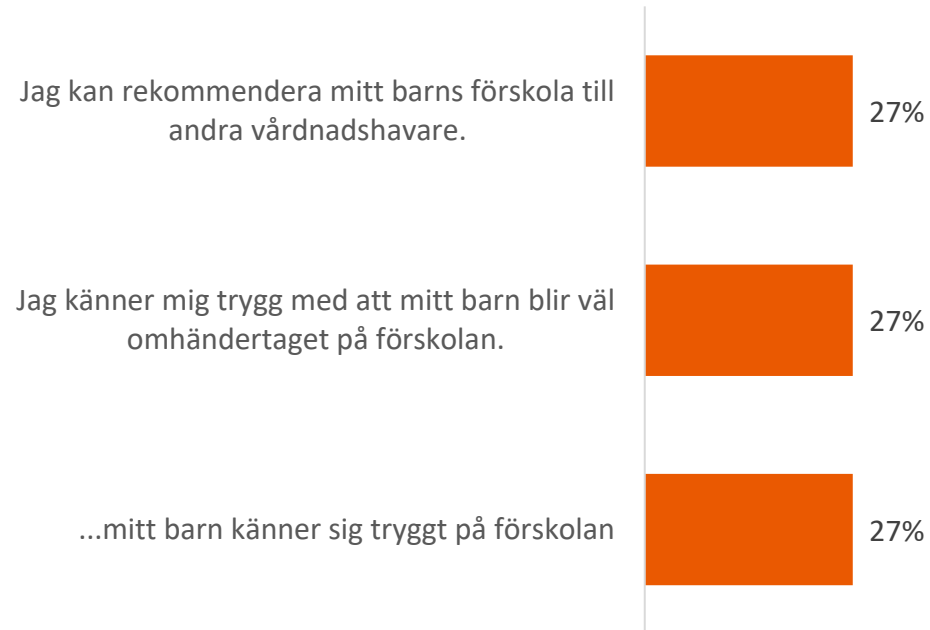 Jag kan rekommendera mitt barns förskola till
andra vårdnadshavare.
27%
Jag känner mig trygg med att mitt barn blir väl
omhändertaget på förskolan.
27%
...mitt barn känner sig tryggt på förskolan
27%